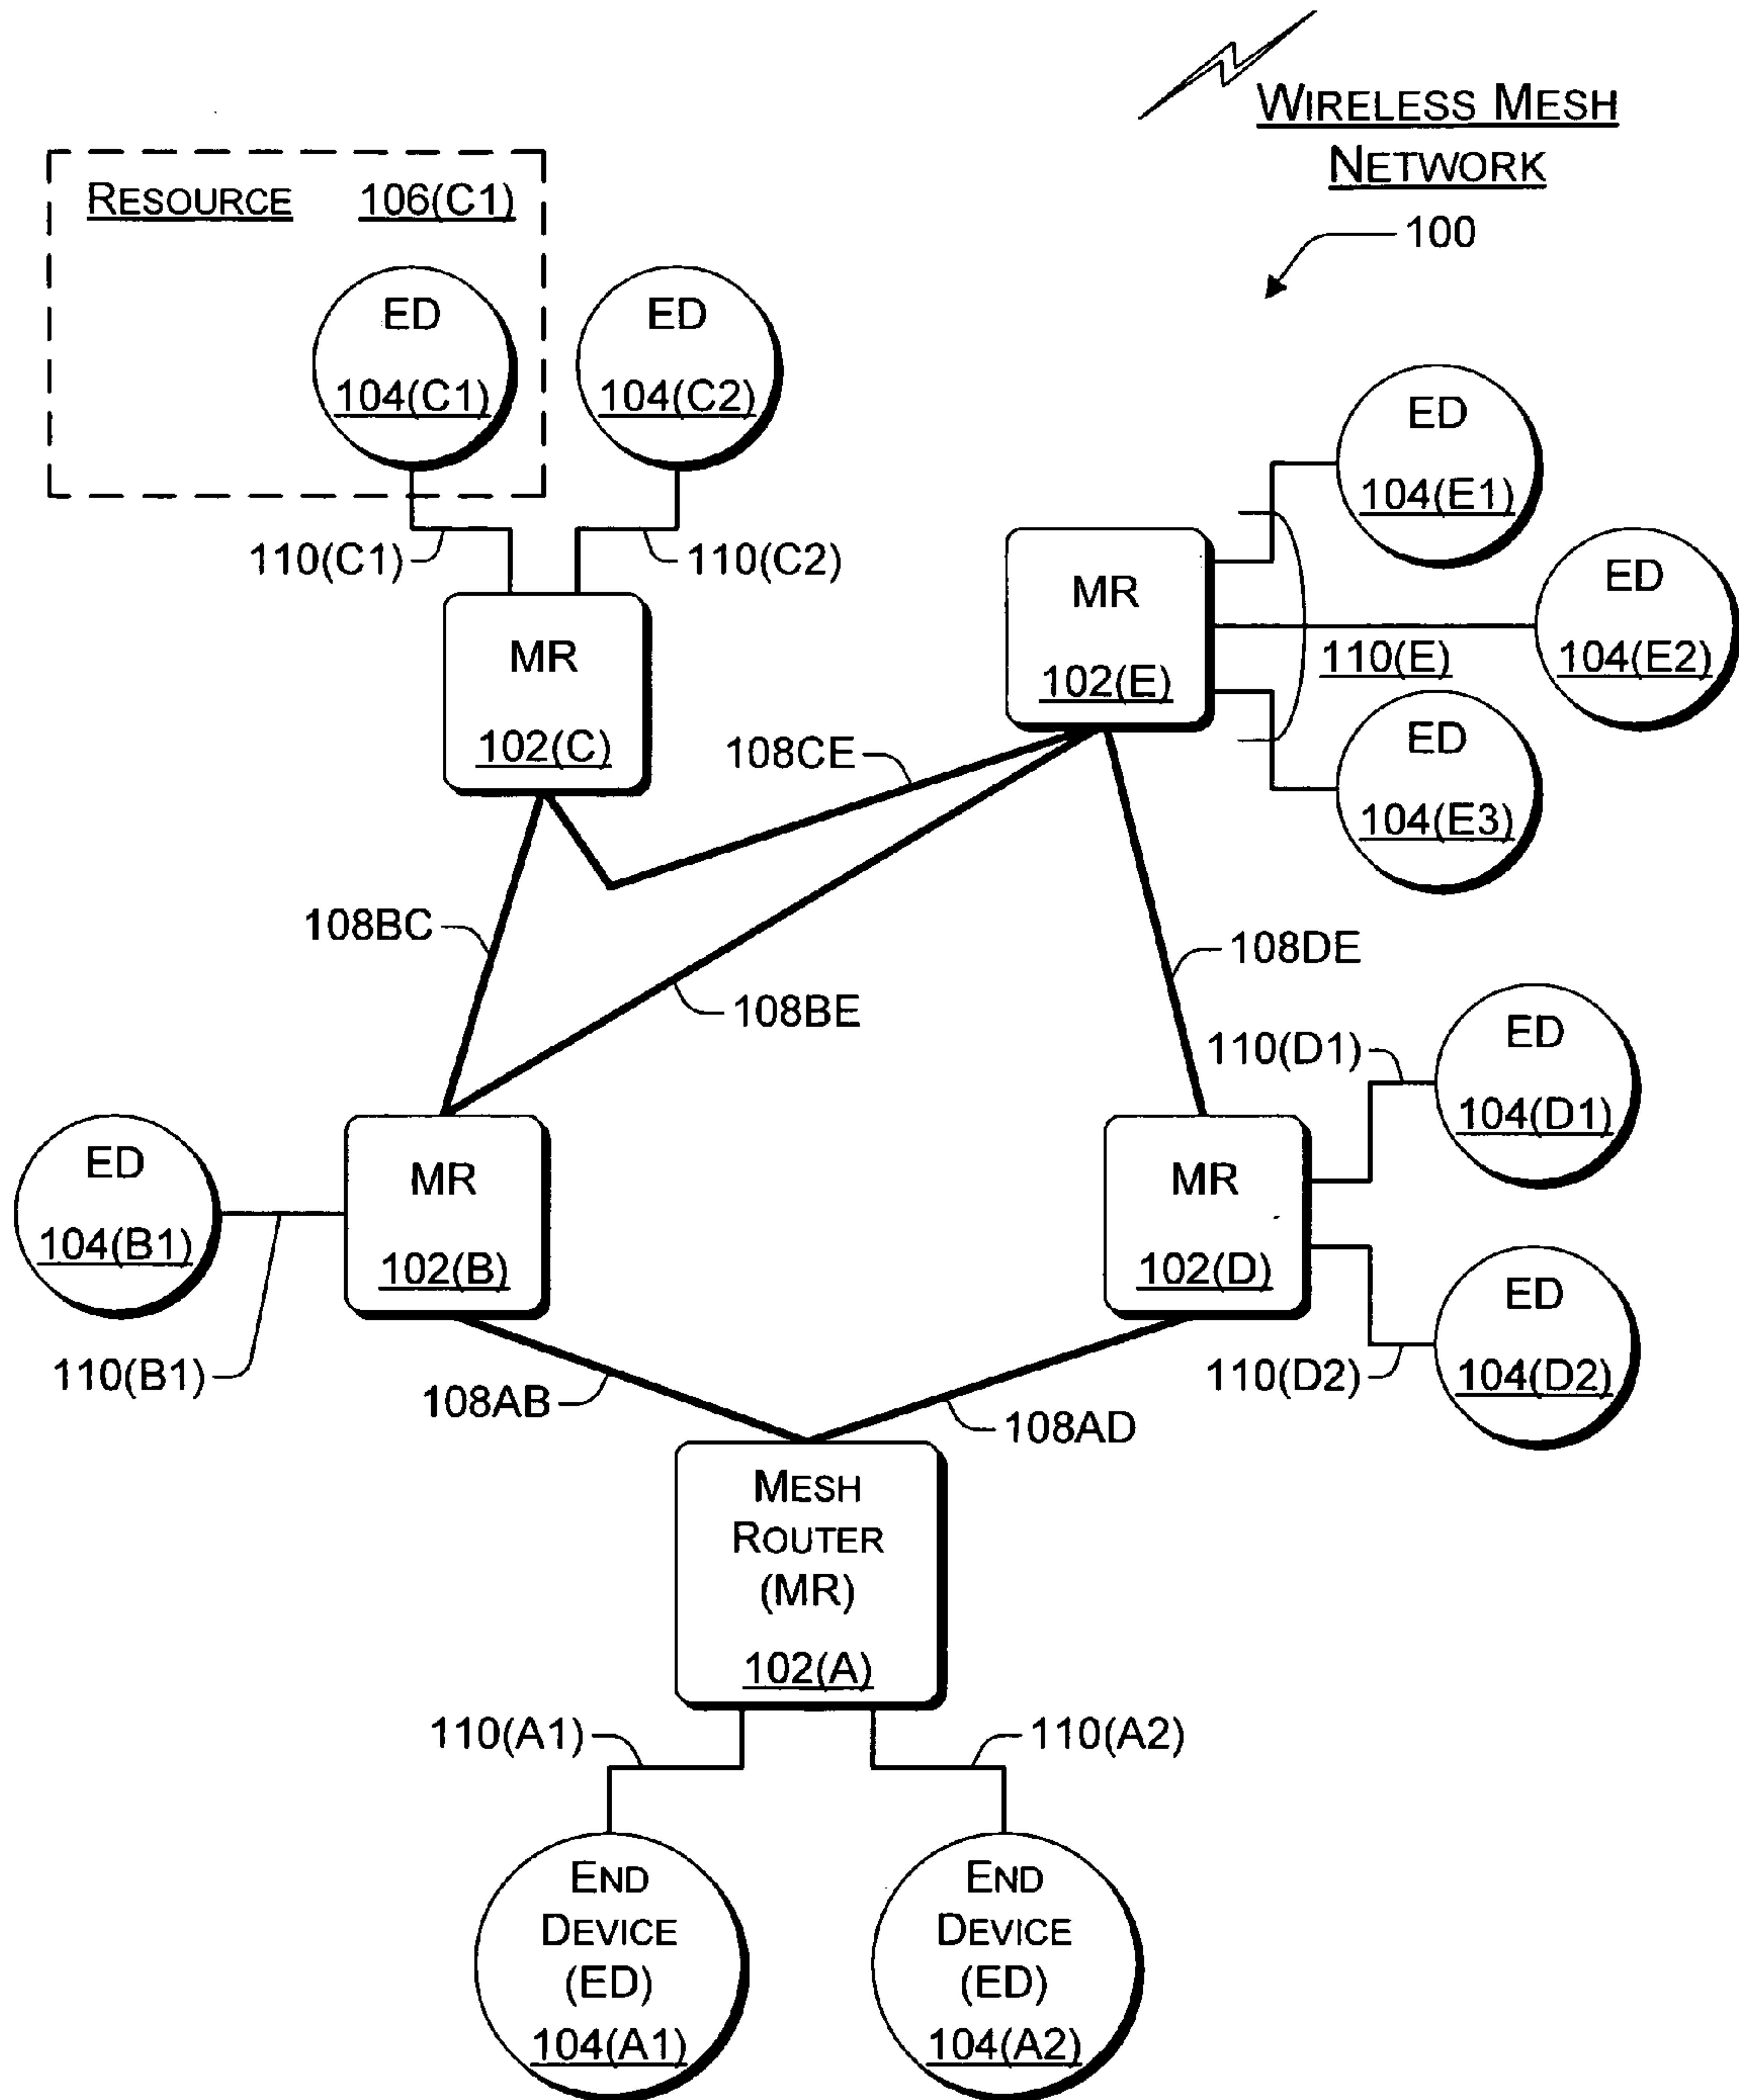 WIRELESS MESH
NETWORK
100
RESOURCE 106(C1)
ED
104(C1)
ED
104(C2)
110(C1)
110(C2)
ED
104(E1)
MR
102(E)
ED
104(E2)
110(E)
MR
102(C)
ED
104(E3)
108CE
108BC
108BE
108DE
110(D1)
ED
104(D1)
ED
104(B1)
MR
102(B)
MR
102(D)
110(B1)
ED
104(D2)
110(D2)
108AB
108AD
MESH
ROUTER
(MR)
102(A)
110(A1)
110(A2)
END
DEVICE
(ED)
104(A1)
END
DEVICE
(ED)
104(A2)